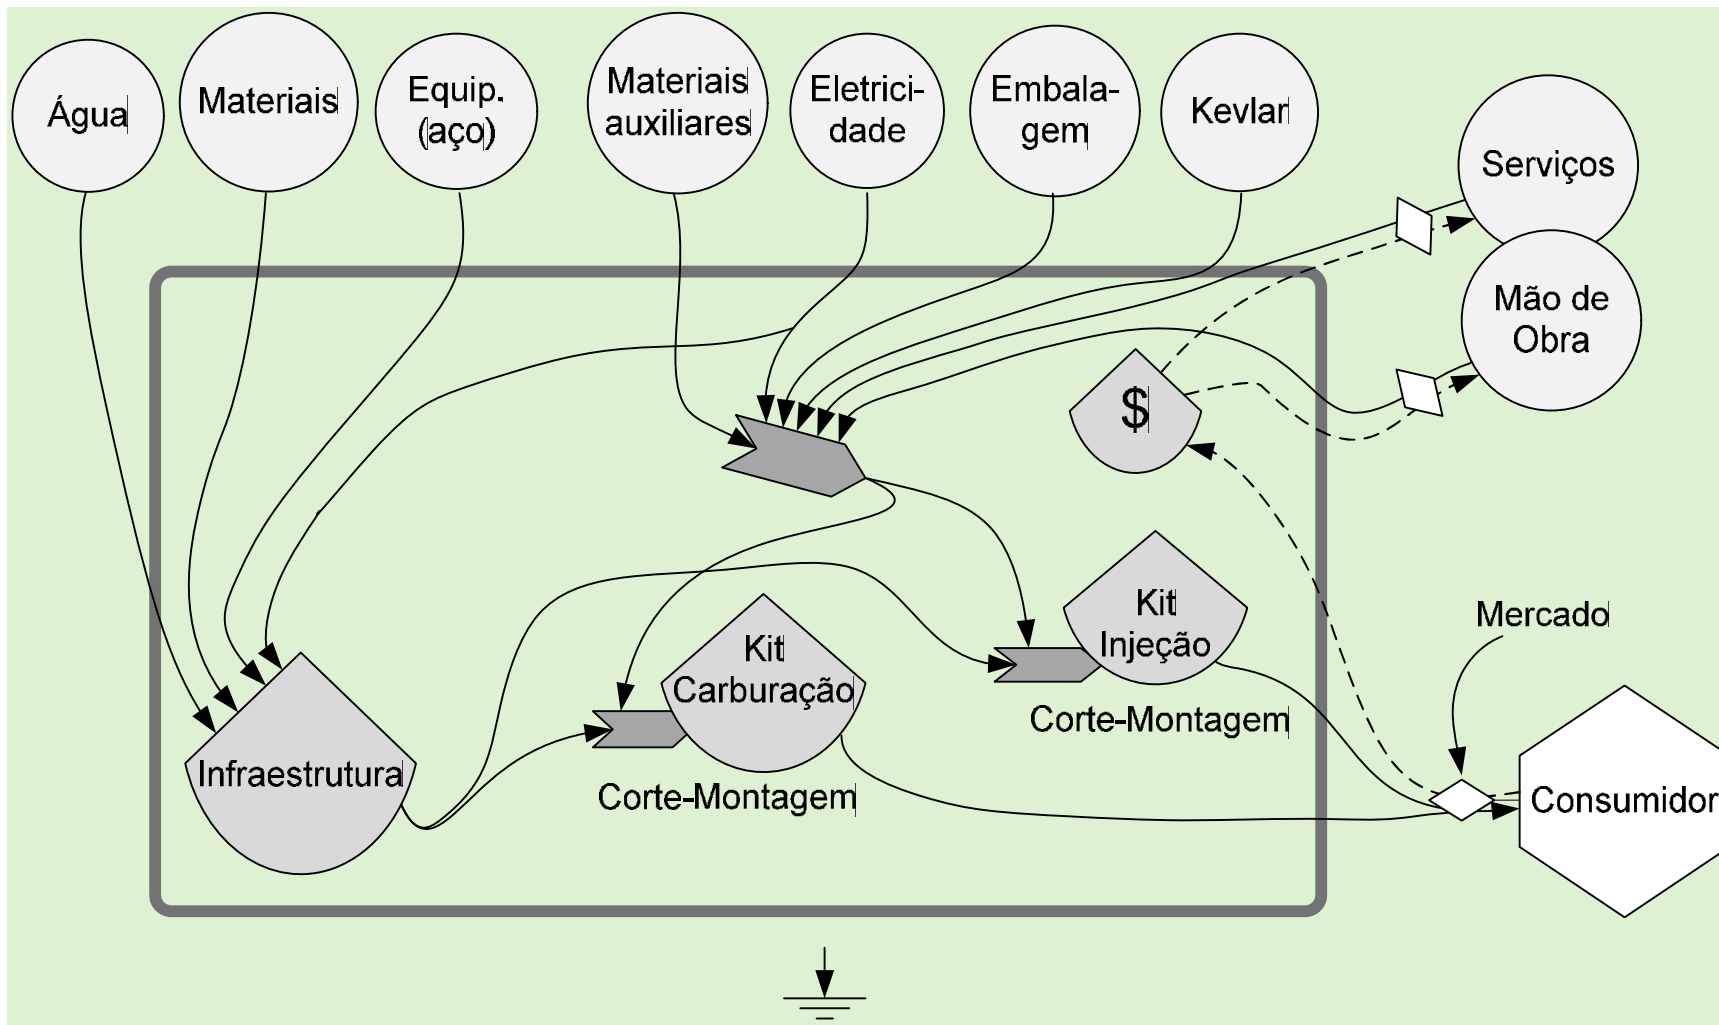 Água
Materiais
Equip.
(aço)
Materiais
auxiliares
Eletrici-
dade
Embala-
gem
Kevlar
Serviços
Mão de
Obra
$
Kit
Injeção
Corte-Montagem
Kit
Carburação
Corte-Montagem
Infraestrutura
Mercado
Consumidor